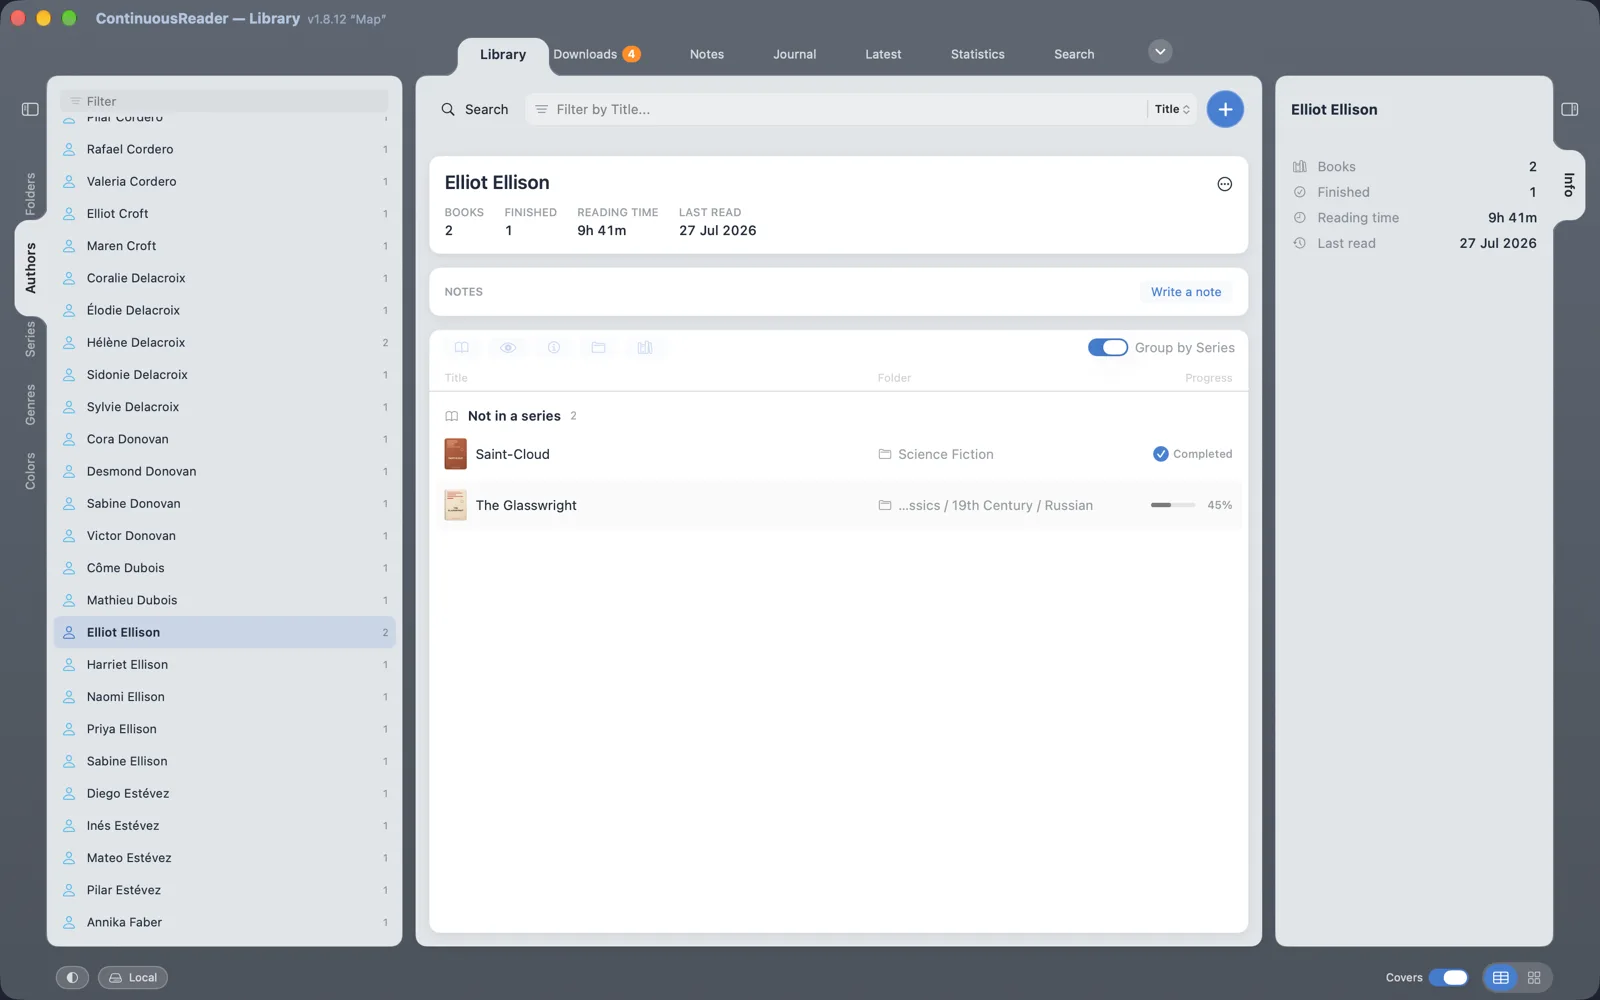 ContinuousReader — Library v1.8.12 “Map”
Library
Downloads 4
Notes
Journal
Latest
Statistics
Search
Folders
Authors
Series
Genres
Colors
Filter
Pilar Cordero 1
Rafael Cordero 1
Valeria Cordero 1
Elliot Croft 1
Maren Croft 1
Coralie Delacroix 1
Élodie Delacroix 1
Hélène Delacroix 2
Sidonie Delacroix 1
Sylvie Delacroix 1
Cora Donovan 1
Desmond Donovan 1
Sabine Donovan 1
Victor Donovan 1
Côme Dubois 1
Mathieu Dubois 1
Elliot Ellison 2
Harriet Ellison 1
Naomi Ellison 1
Priya Ellison 1
Sabine Ellison 1
Diego Estévez 1
Inés Estévez 1
Mateo Estévez 1
Pilar Estévez 1
Annika Faber 1
Search
Filter by Title...
Title
Elliot Ellison
BOOKS FINISHED READING TIME LAST READ
2 1 9h 41m 27 Jul 2026
NOTES
Write a note
Group by Series
Title Folder Progress
Not in a series 2
Saint-Cloud Science Fiction Completed
The Glasswright ...ssics / 19th Century / Russian 45%
Elliot Ellison
Books 2
Finished 1
Reading time 9h 41m
Last read 27 Jul 2026
Info
Local
Covers